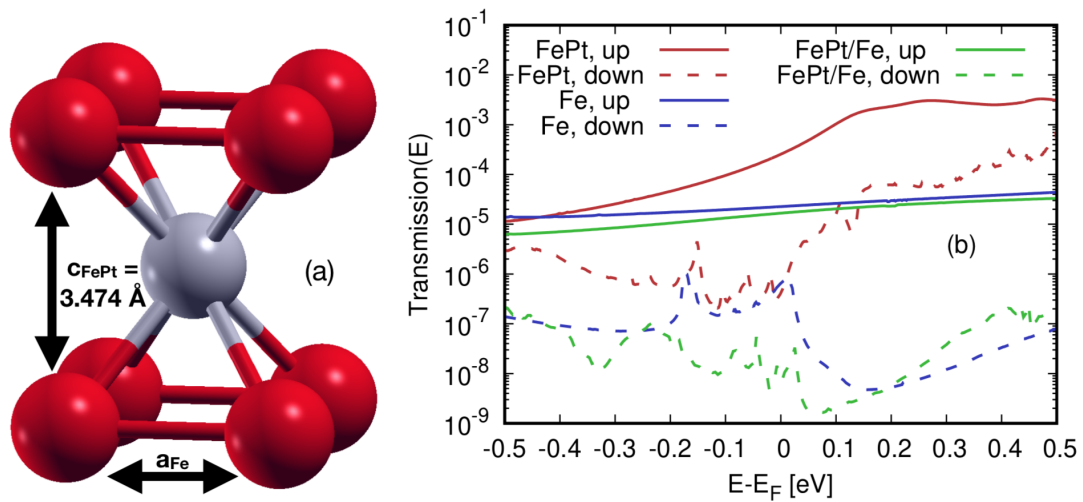 cFePt =
3.474 Å
aFe
(a)
Transmission(E)
10⁻¹
10⁻²
10⁻³
10⁻⁴
10⁻⁵
10⁻⁶
10⁻⁷
10⁻⁸
10⁻⁹
FePt, up
FePt, down
Fe, up
Fe, down
FePt/Fe, up
FePt/Fe, down
(b)
-0.5 -0.4 -0.3 -0.2 -0.1 0 0.1 0.2 0.3 0.4 0.5
E-EF [eV]